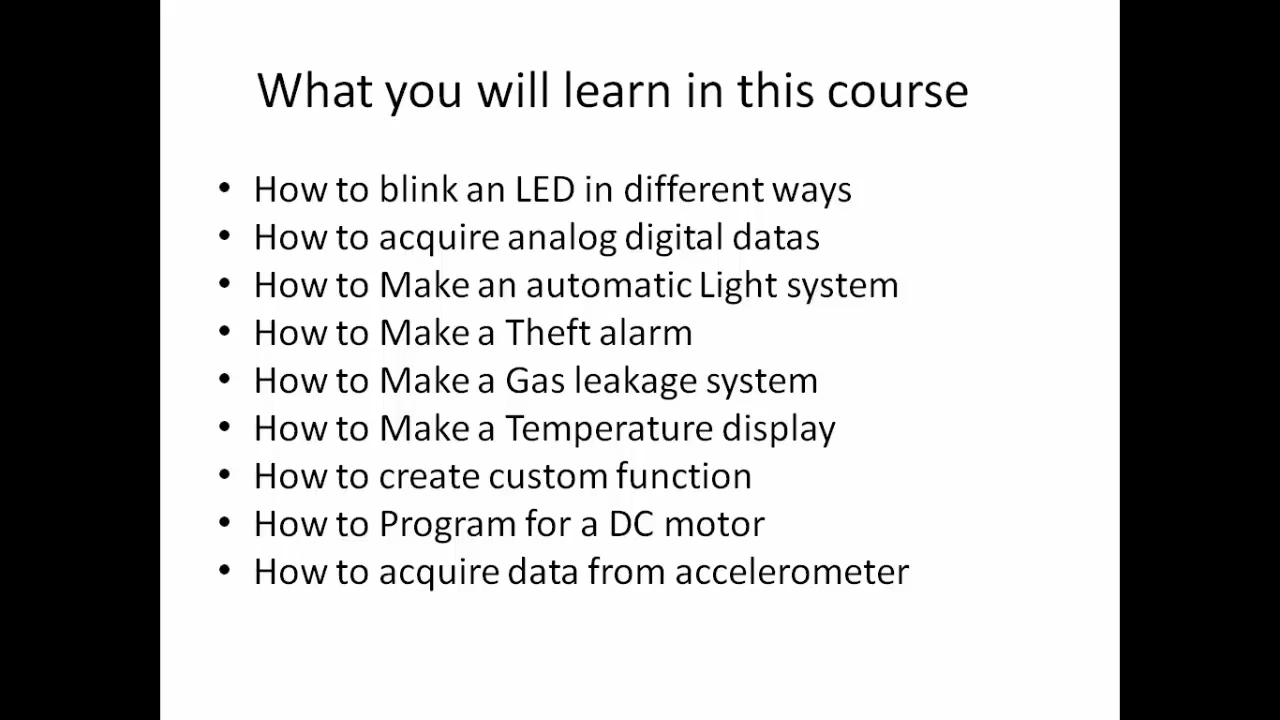 What you will learn in this course
• How to blink an LED in different ways
• How to acquire analog digital datas
• How to Make an automatic Light system
• How to Make a Theft alarm
• How to Make a Gas leakage system
• How to Make a Temperature display
• How to create custom function
• How to Program for a DC motor
• How to acquire data from accelerometer